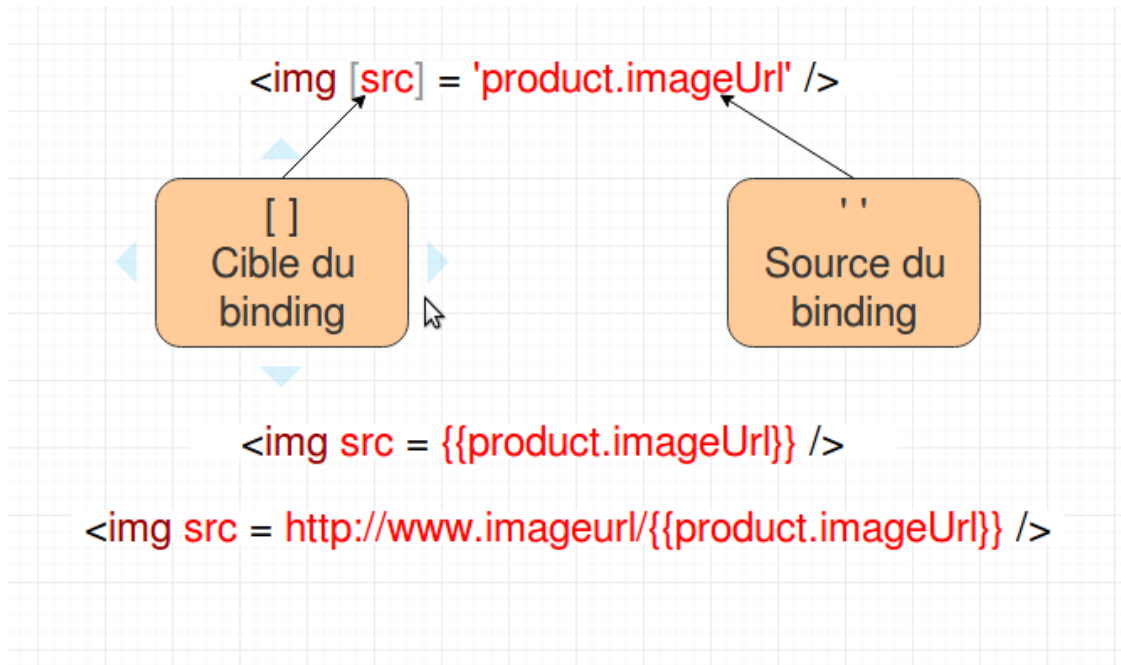 <img [src] = 'product.imageUrl' />
[ ]
Cible du
binding
' '
Source du
binding
<img src = {{product.imageUrl}} />
<img src = http://www.imageurl/{{product.imageUrl}} />